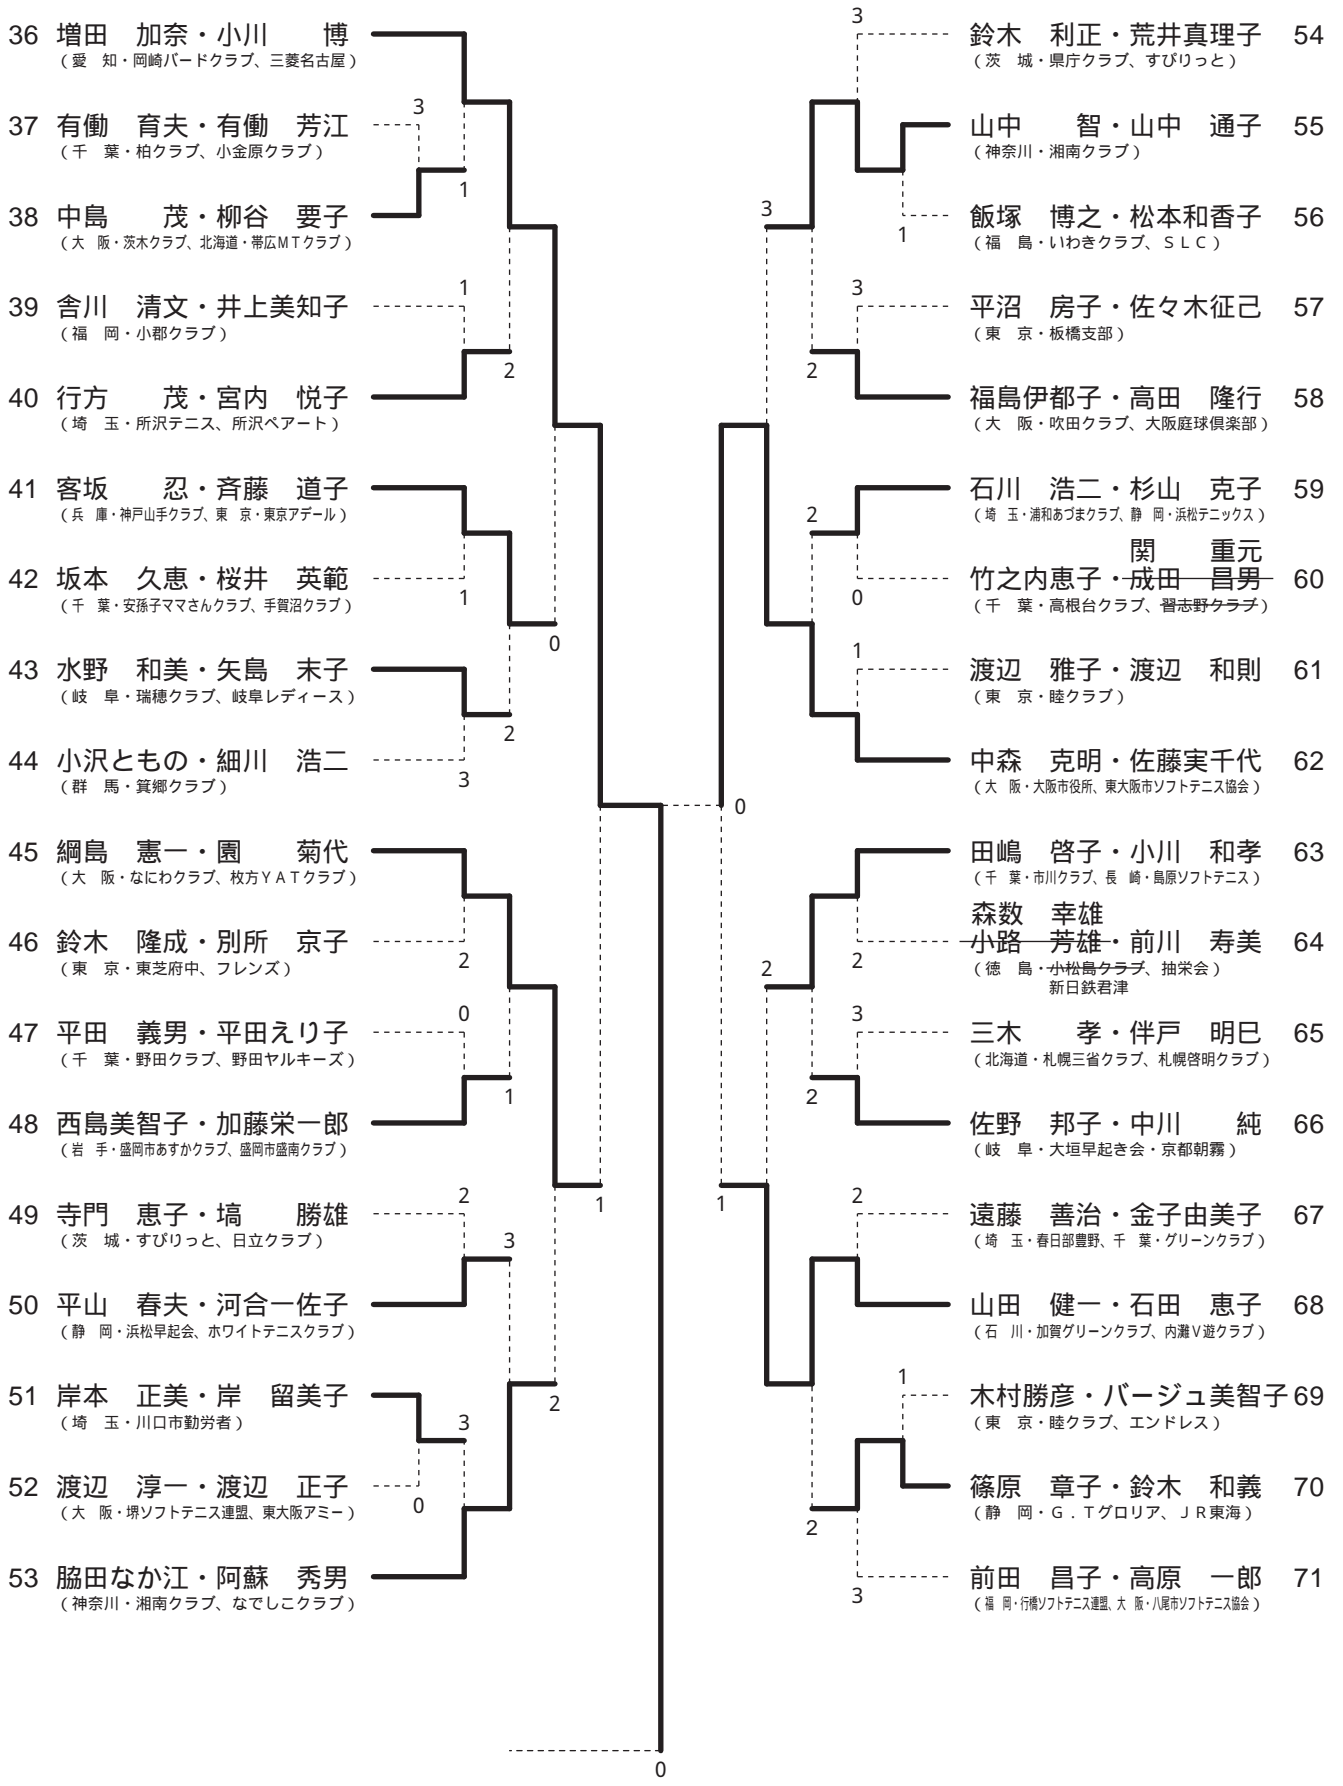 36 増田 加奈・小川 博
（愛 知・岡崎バードクラブ、三菱名古屋）
3
37 有働 育夫・有働 芳江
（千 葉・柏クラブ、小金原クラブ）
1
38 中島 茂・柳谷 要子
（大 阪・茨木クラブ、北海道・帯広MTクラブ）
1
39 舎川 清文・井上美知子
（福 岡・小郡クラブ）
2
40 行方 茂・宮内 悦子
（埼 玉・所沢テニス、所沢ペアート）
41 客坂 忍・斉藤 道子
（兵 庫・神戸山手クラブ、東 京・東京アデール）
42 坂本 久恵・桜井 英範
1
（千 葉・安孫子ママさんクラブ、手賀沼クラブ）
0
43 水野 和美・矢島 末子
（岐 阜・瑞穂クラブ、岐阜レディース）
2
44 小沢ともの・細川 浩二
3
（群 馬・箕郷クラブ）
45 綱島 憲一・園 菊代
（大 阪・なにわクラブ、枚方YATクラブ）
46 鈴木 隆成・別所 京子
2
（東 京・東芝府中、フレンズ）
0
47 平田 義男・平田えり子
（千 葉・野田クラブ、野田ヤルキーズ）
1
48 西島美智子・加藤栄一郎
（岩 手・盛岡市あすかクラブ、盛岡市盛南クラブ）
2
1
49 寺門 恵子・塙 勝雄
（茨 城・すぴりっと、日立クラブ）
3
50 平山 春夫・河合一佐子
（静 岡・浜松早起会、ホワイトテニスクラブ）
51 岸本 正美・岸 留美子
2
（埼 玉・川口市勤労者）
3
52 渡辺 淳一・渡辺 正子
0
（大 阪・堺ソフトテニス連盟、東大阪アミー）
53 脇田なか江・阿蘇 秀男
（神奈川・湘南クラブ、なでしこクラブ）
0
3
鈴木 利正・荒井真理子 54
（茨 城・県庁クラブ、すぴりっと）
山中 智・山中 通子 55
（神奈川・湘南クラブ）
3
飯塚 博之・松本和香子 56
1
（福 島・いわきクラブ、SLC）
3
平沼 房子・佐々木征己 57
（東 京・板橋支部）
2
福島伊都子・高田 隆行 58
（大 阪・吹田クラブ、大阪庭球倶楽部）
石川 浩二・杉山 克子 59
（埼 玉・浦和あづまクラブ、静 岡・浜松テニックス）
2
関 重元
竹之内恵子・成田 昌男 60
0
（千 葉・高根台クラブ、習志野クラブ）
1
渡辺 雅子・渡辺 和則 61
（東 京・睦クラブ）
中森 克明・佐藤実千代 62
（大 阪・大阪市役所、東大阪市ソフトテニス協会）
0
田嶋 啓子・小川 和孝 63
（千 葉・市川クラブ、長 崎・島原ソフトテニス）
森数 幸雄
小路 芳雄・前川 寿美 64
2
2
（徳 島・小松島クラブ、抽栄会）
新日鉄君津
3
三木 孝・伴戸 明巳 65
（北海道・札幌三省クラブ、札幌啓明クラブ）
2
佐野 邦子・中川 純 66
（岐 阜・大垣早起き会・京都朝霧）
2
1
遠藤 善治・金子由美子 67
（埼 玉・春日部豊野、千 葉・グリーンクラブ）
山田 健一・石田 恵子 68
（石 川・加賀グリーンクラブ、内灘V遊クラブ）
1
木村勝彦・バージュ美智子 69
（東 京・睦クラブ、エンドレス）
篠原 章子・鈴木 和義 70
（静 岡・G．Tグロリア、JR東海）
2
前田 昌子・高原 一郎 71
3
（福 岡・行橋ソフトテニス連盟、大 阪・八尾市ソフトテニス協会）